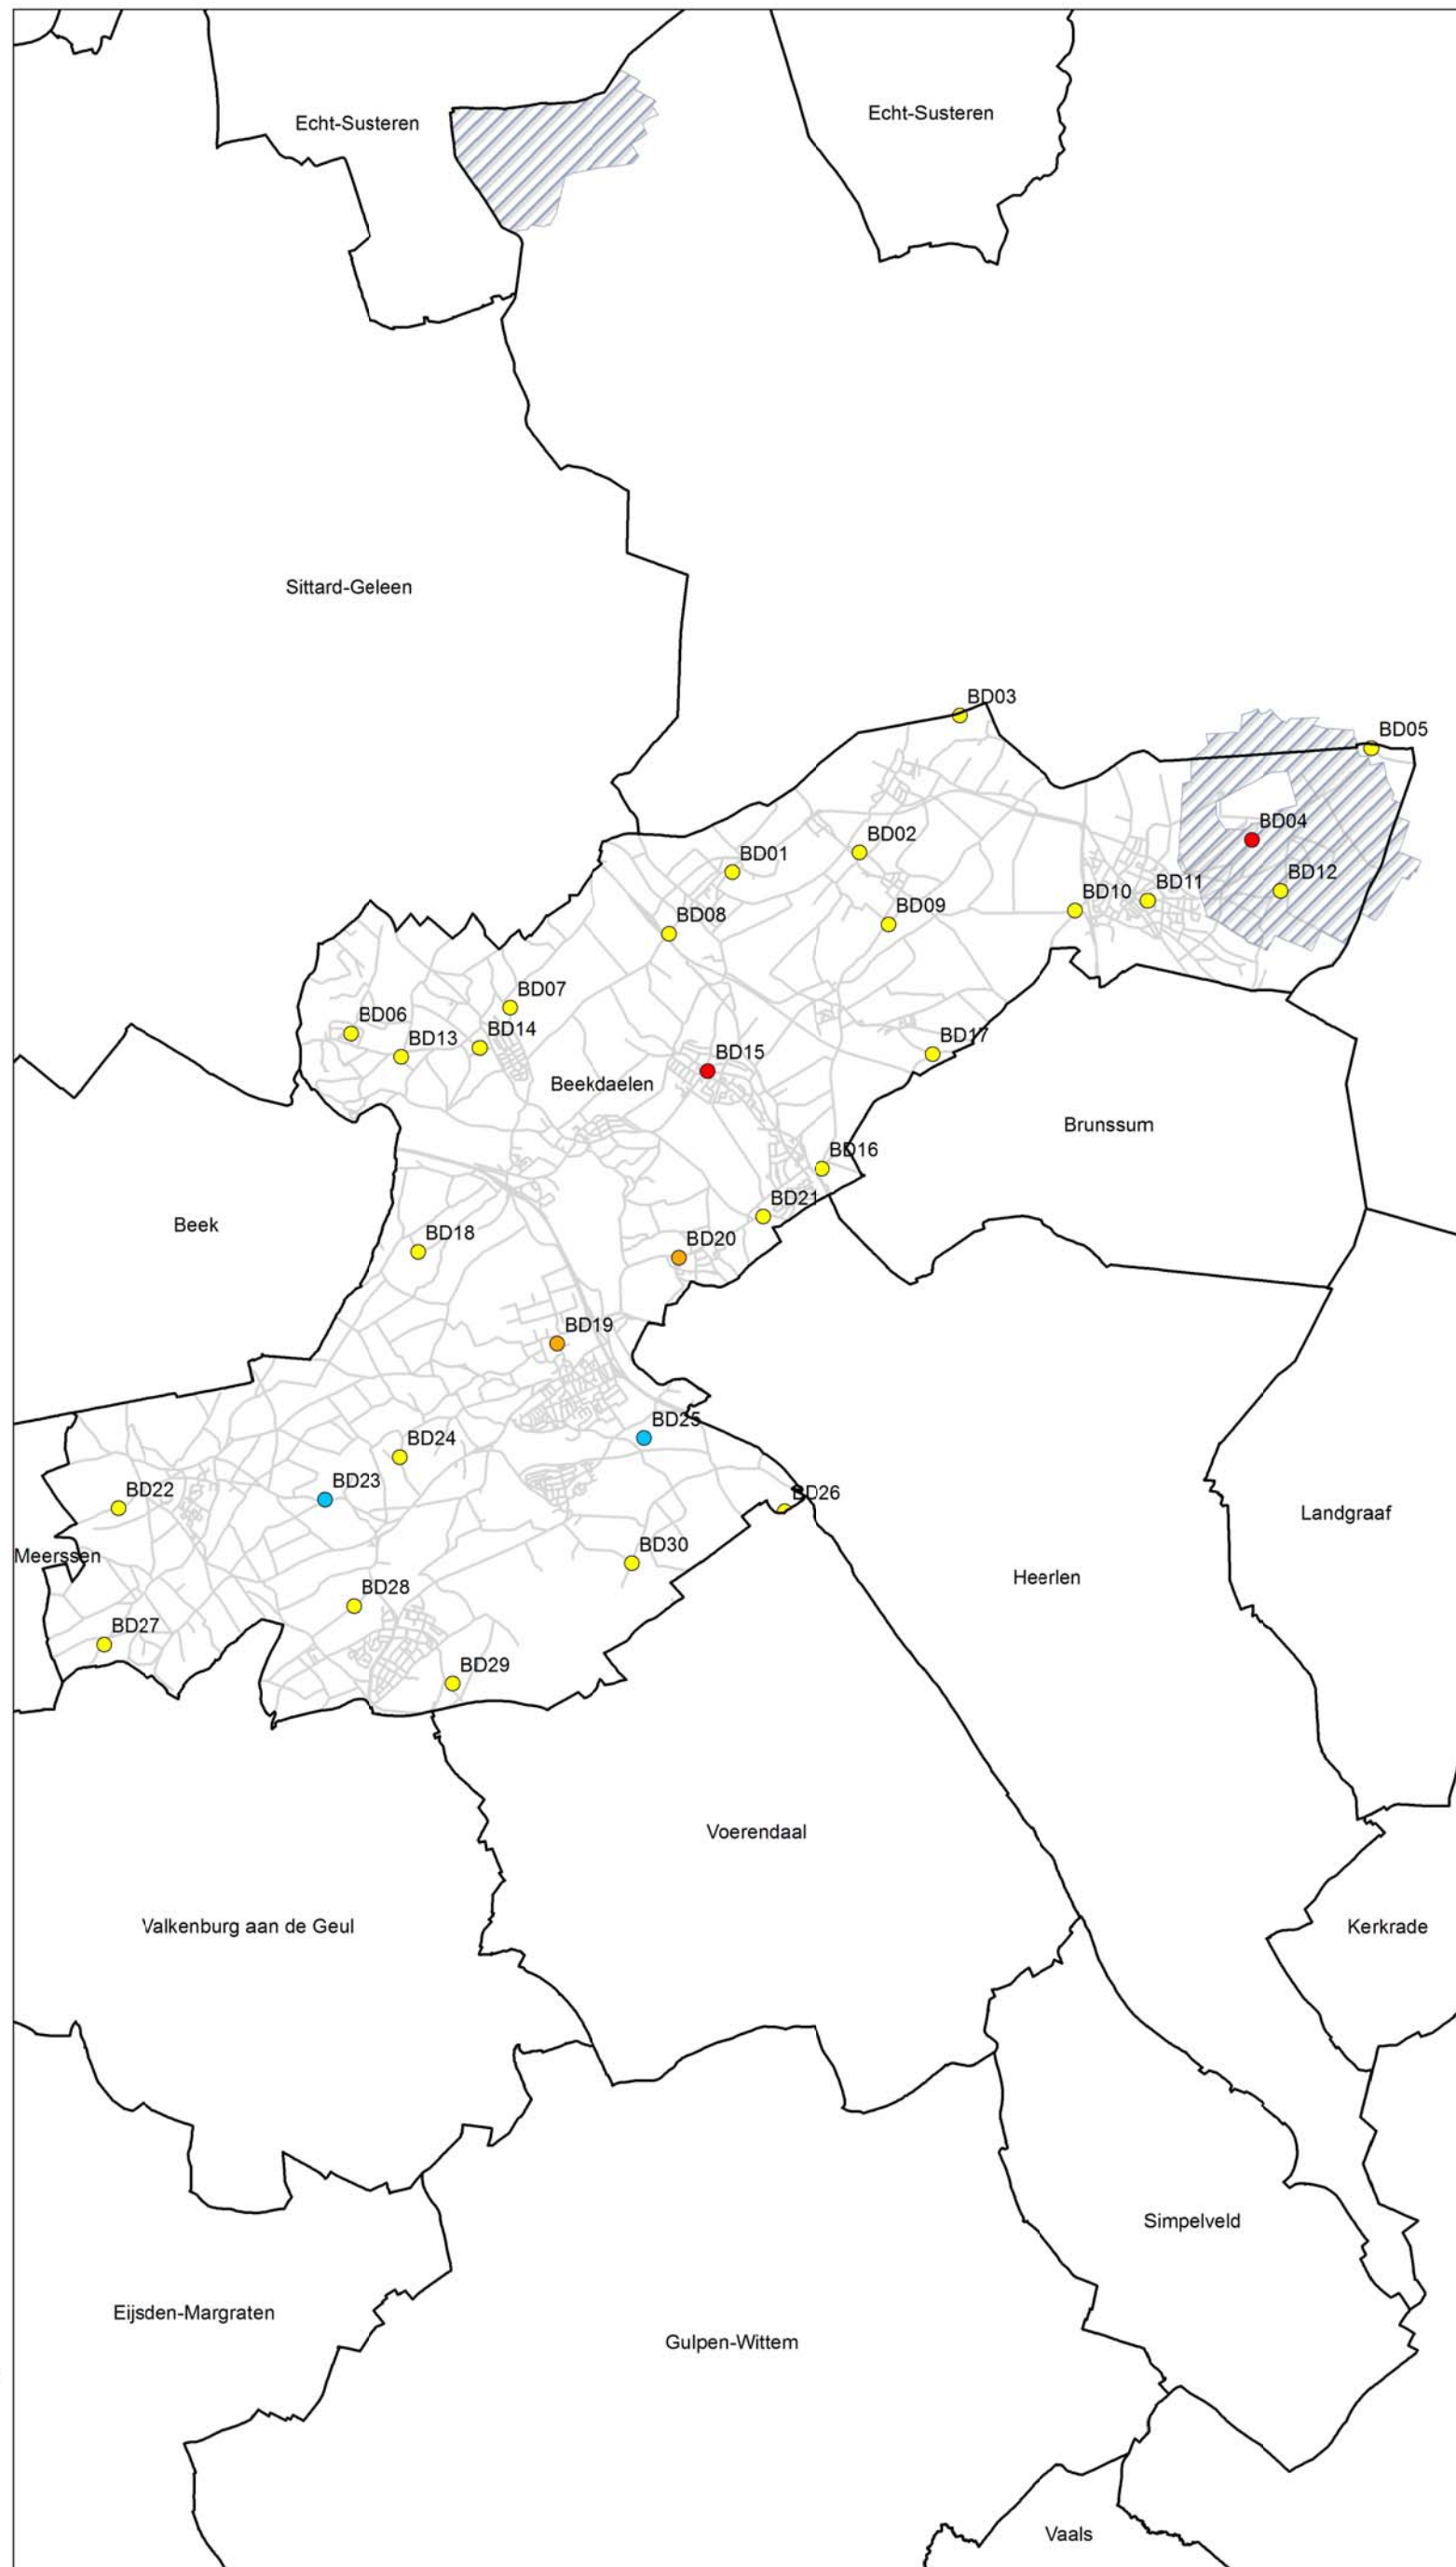 Echt-Susteren
Echt-Susteren
Sittard-Geleen
BD03
BD05
BD04
BD02
BD01
BD12
BD11
BD10
BD09
BD08
BD07
BD06
BD14
BD13
BD17
BD15
Beekdaelen
Brunssum
BD16
BD21
Beek
BD18
BD20
BD19
BD25
BD24
BD23
BD22
BD26
Landgraaf
Meerssen
BD30
Heerlen
BD28
BD27
BD29
Voerendaal
Valkenburg aan de Geul
Kerkrade
Simpelveld
Eijsden-Margraten
Gulpen-Wittem
Vaals